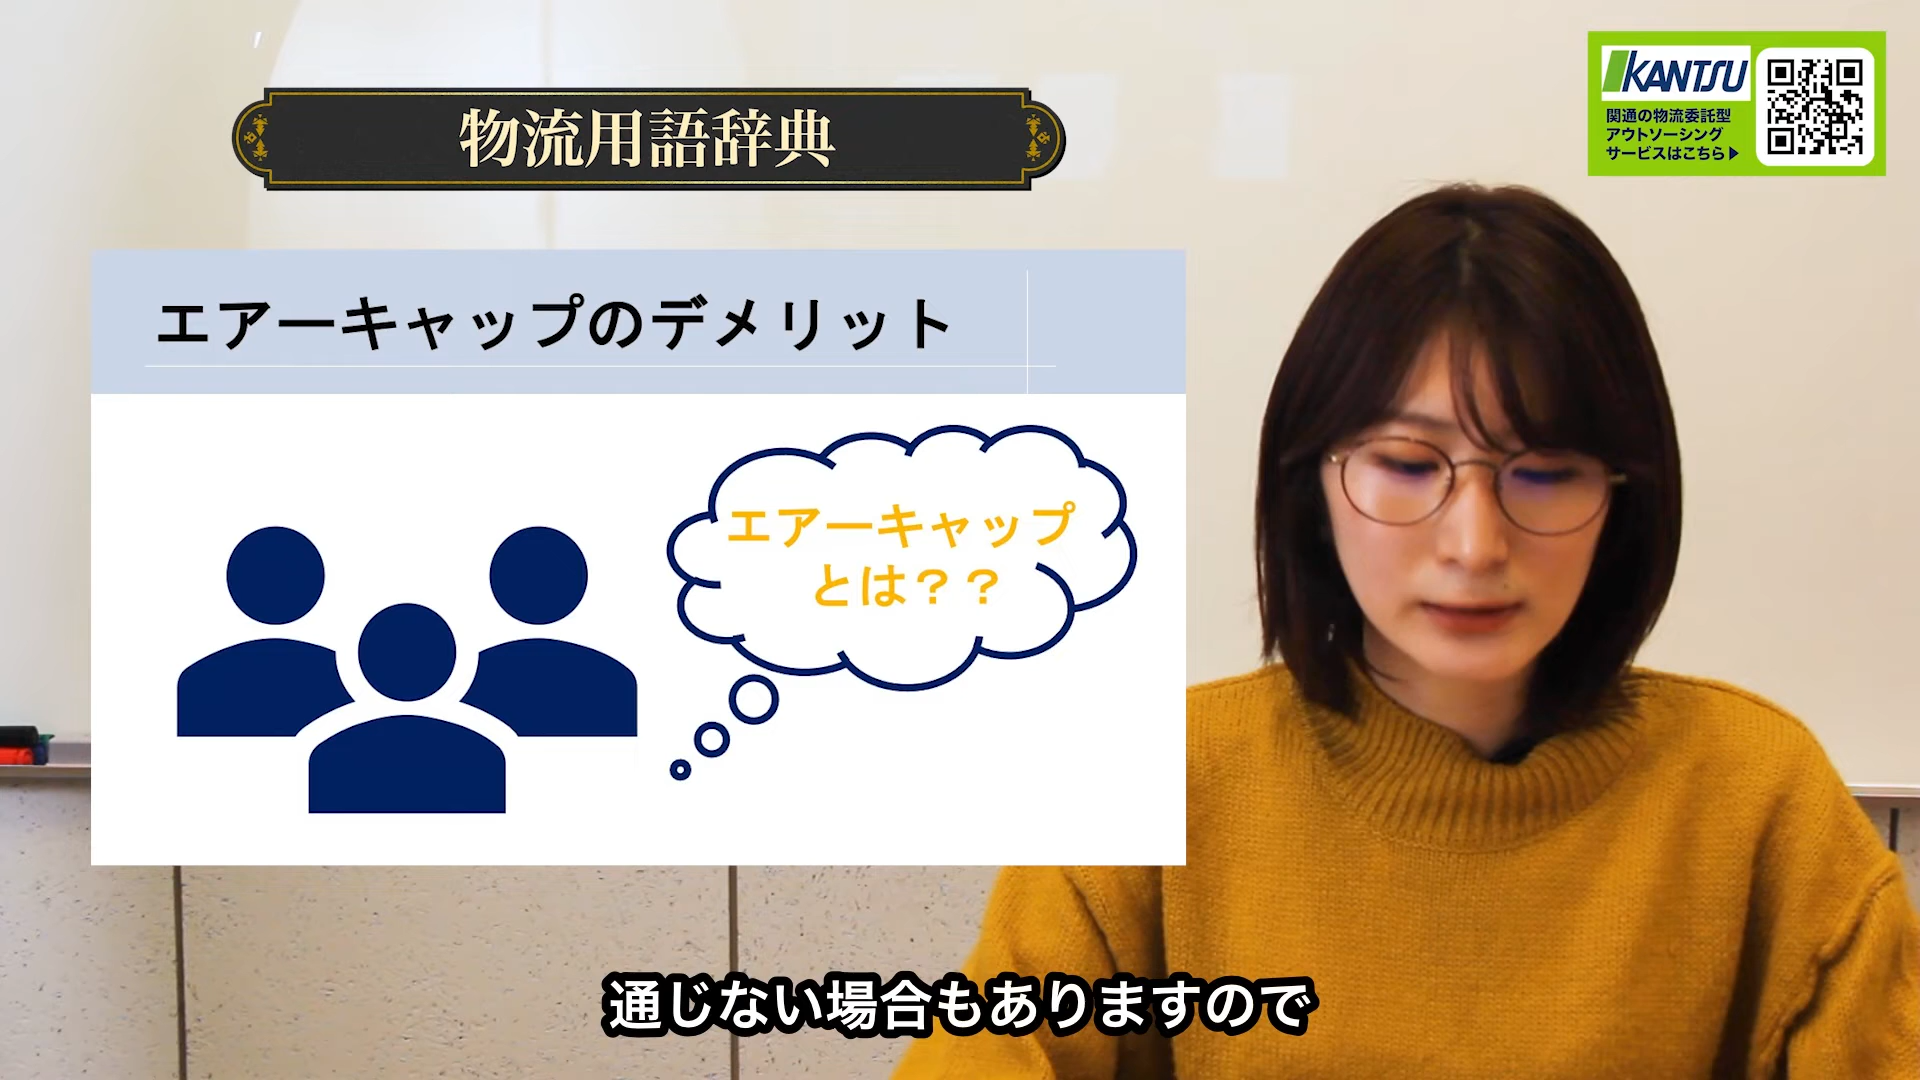 物流用語辞典
KANTSU
関通の物流委託型
アウトソーシング
サービスはこちら▶
エアーキャップのデメリット
エアーキャップ
とは？？
通じない場合もありますので